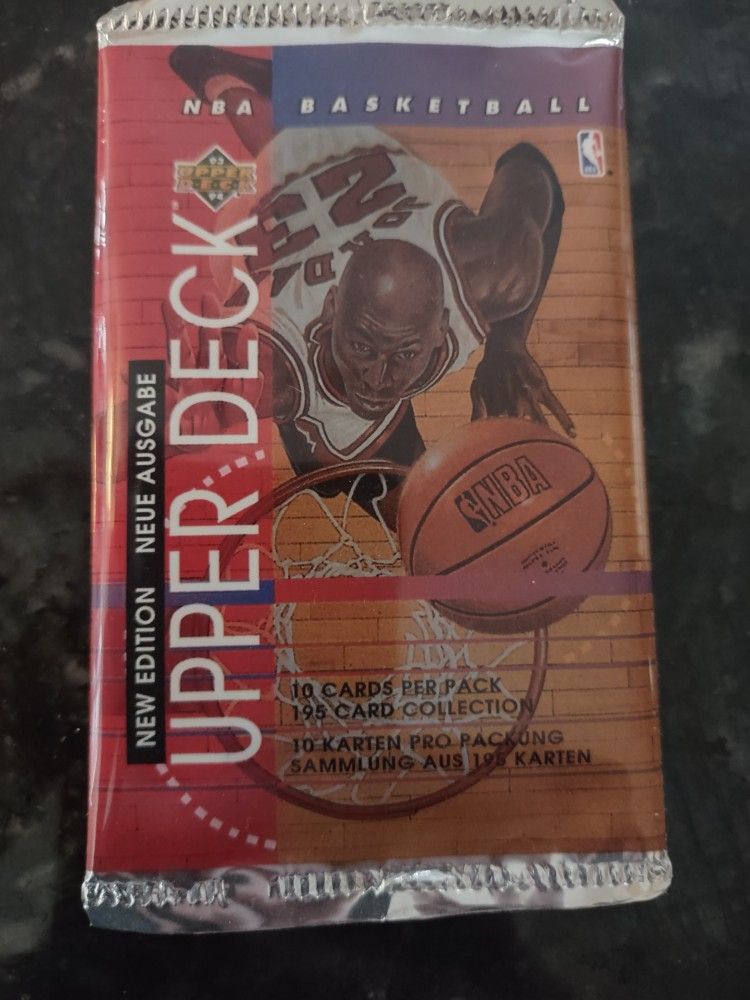 NBA BASKETBALL
93
UPPER
DECK
94
UPPER DECK
NEW EDITION NEUE AUSGABE
NBA
10 CARDS PER PACK
195 CARD COLLECTION
10 KARTEN PRO PACKUNG
SAMMLUNG AUS 195 KARTEN